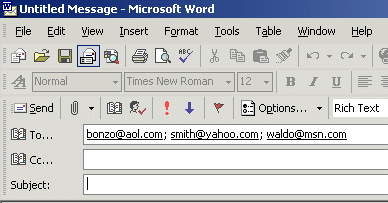 Untitled Message - Microsoft Word
File Edit View Insert Format Tools Table Window Help
ABC
Normal Times New Roman 12
Send Options... Rich Text
To... bonzo@aol.com; smith@yahoo.com; waldo@msn.com
Cc...
Subject: